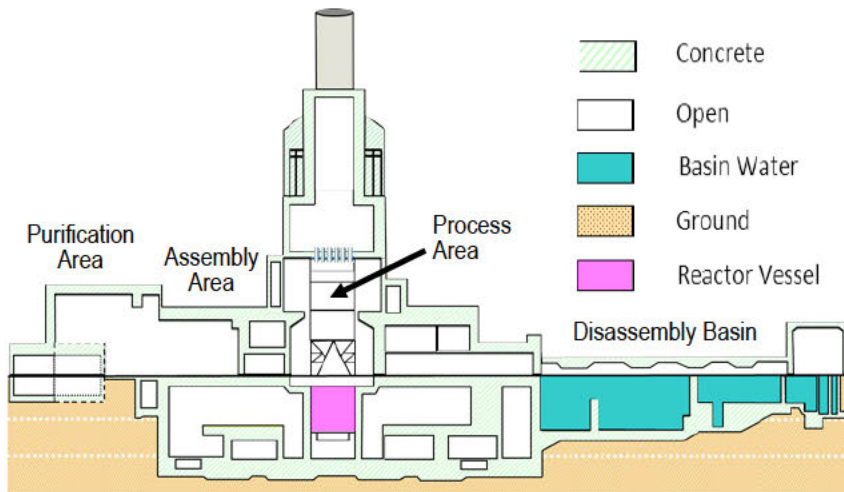 Concrete
Open
Basin Water
Ground
Reactor Vessel
Purification
Area
Assembly
Area
Process
Area
Disassembly Basin